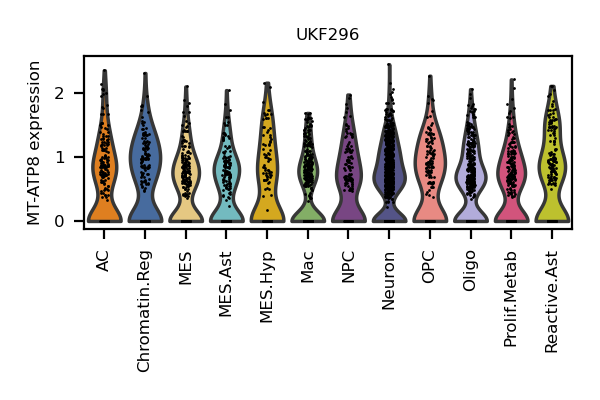 UKF296
MT-ATP8 expression
2
1
0
AC
Chromatin.Reg
MES
MES.Ast
MES.Hyp
Mac
NPC
Neuron
OPC
Oligo
Prolif.Metab
Reactive.Ast